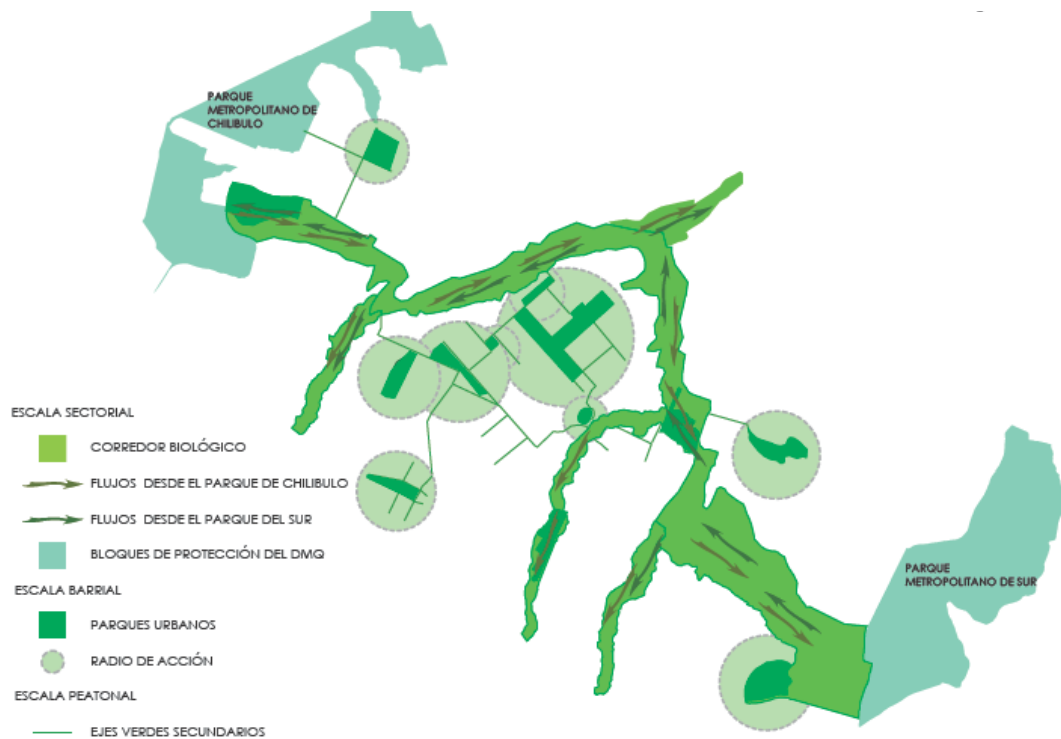 PARQUE
METROPOLITANO DE
CHILIBULO
ESCALA SECTORIAL
CORREDOR BIOLÓGICO
FLUJOS DESDE EL PARQUE DE CHILIBULO
FLUJOS DESDE EL PARQUE DEL SUR
BLOQUES DE PROTECCIÓN DEL DMQ
ESCALA BARRIAL
PARQUES URBANOS
RADIO DE ACCIÓN
ESCALA PEATONAL
EJES VERDES SECUNDARIOS
PARQUE
METROPOLITANO DE SUR